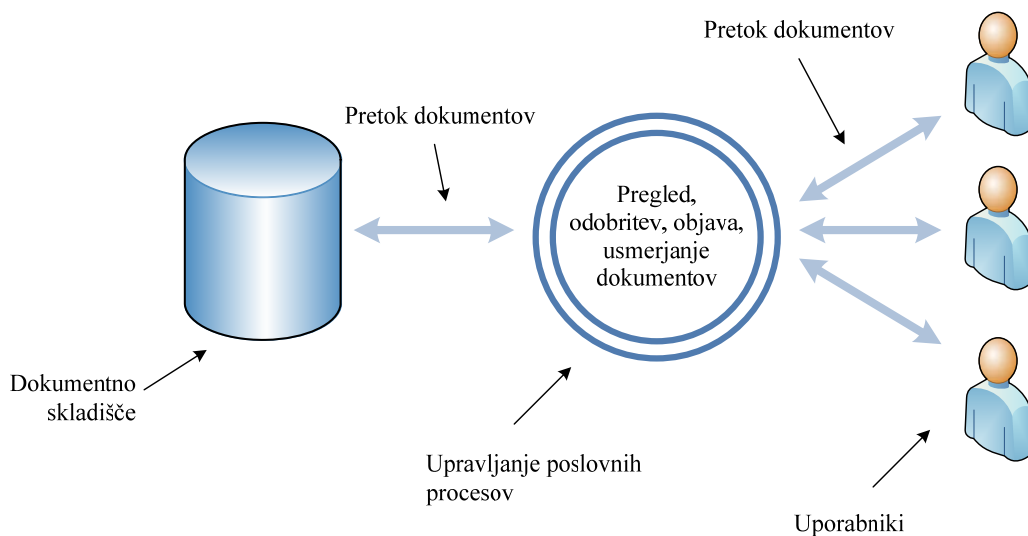 Pretok dokumentov
Pretok dokumentov
Pregled,
odobritev, objava,
usmerjanje
dokumentov
Dokumentno
skladišče
Upravljanje poslovnih
procesov
Uporabniki